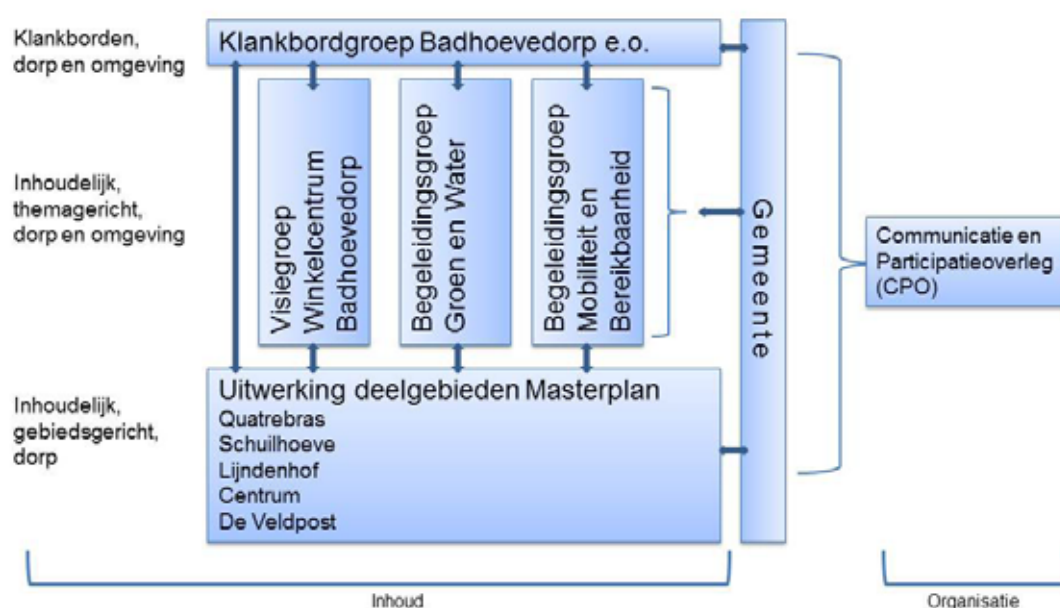 Klankborden,
dorp en omgeving
Klankbordgroep Badhoevedorp e.o.
Inhoudelijk,
themagericht,
dorp en omgeving
Visiegroep
Winkelcentrum
Badhoevedorp
Begeleidingsgroep
Groen en Water
Begeleidingsgroep
Mobiliteit en
Bereikbaarheid
Gemeente
Communicatie en
Participatieoverleg
(CPO)
Inhoudelijk,
gebiedsgericht,
dorp
Uitwerking deelgebieden Masterplan
Quatrebras
Schuilhoeve
Lijndenhof
Centrum
De Veldpost
Inhoud
Organisatie